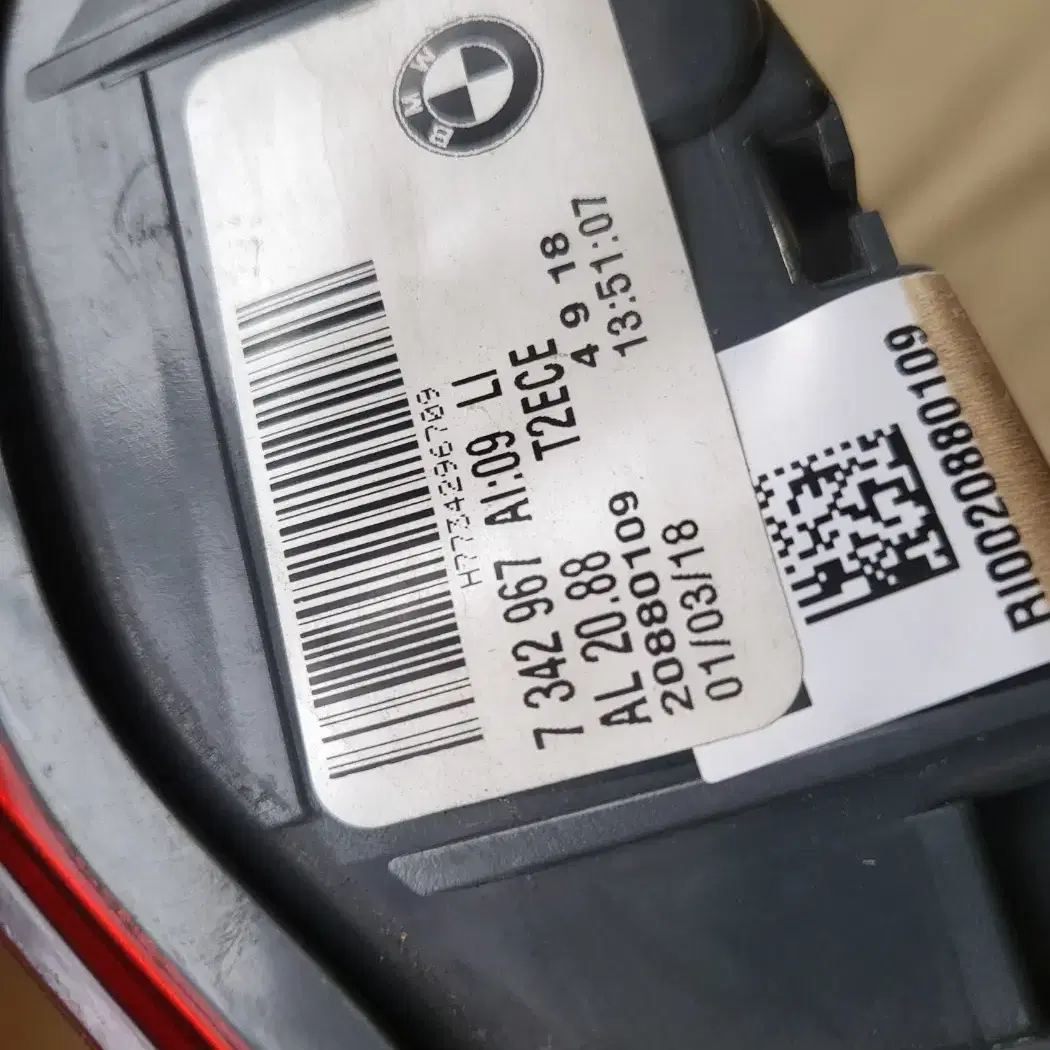 BMW
H7734296709
7 342 967 AI:09 LI
AL 20.88 T2ECE
20880109 4 9 18
01/03/18 13:51:07
RI0020880109